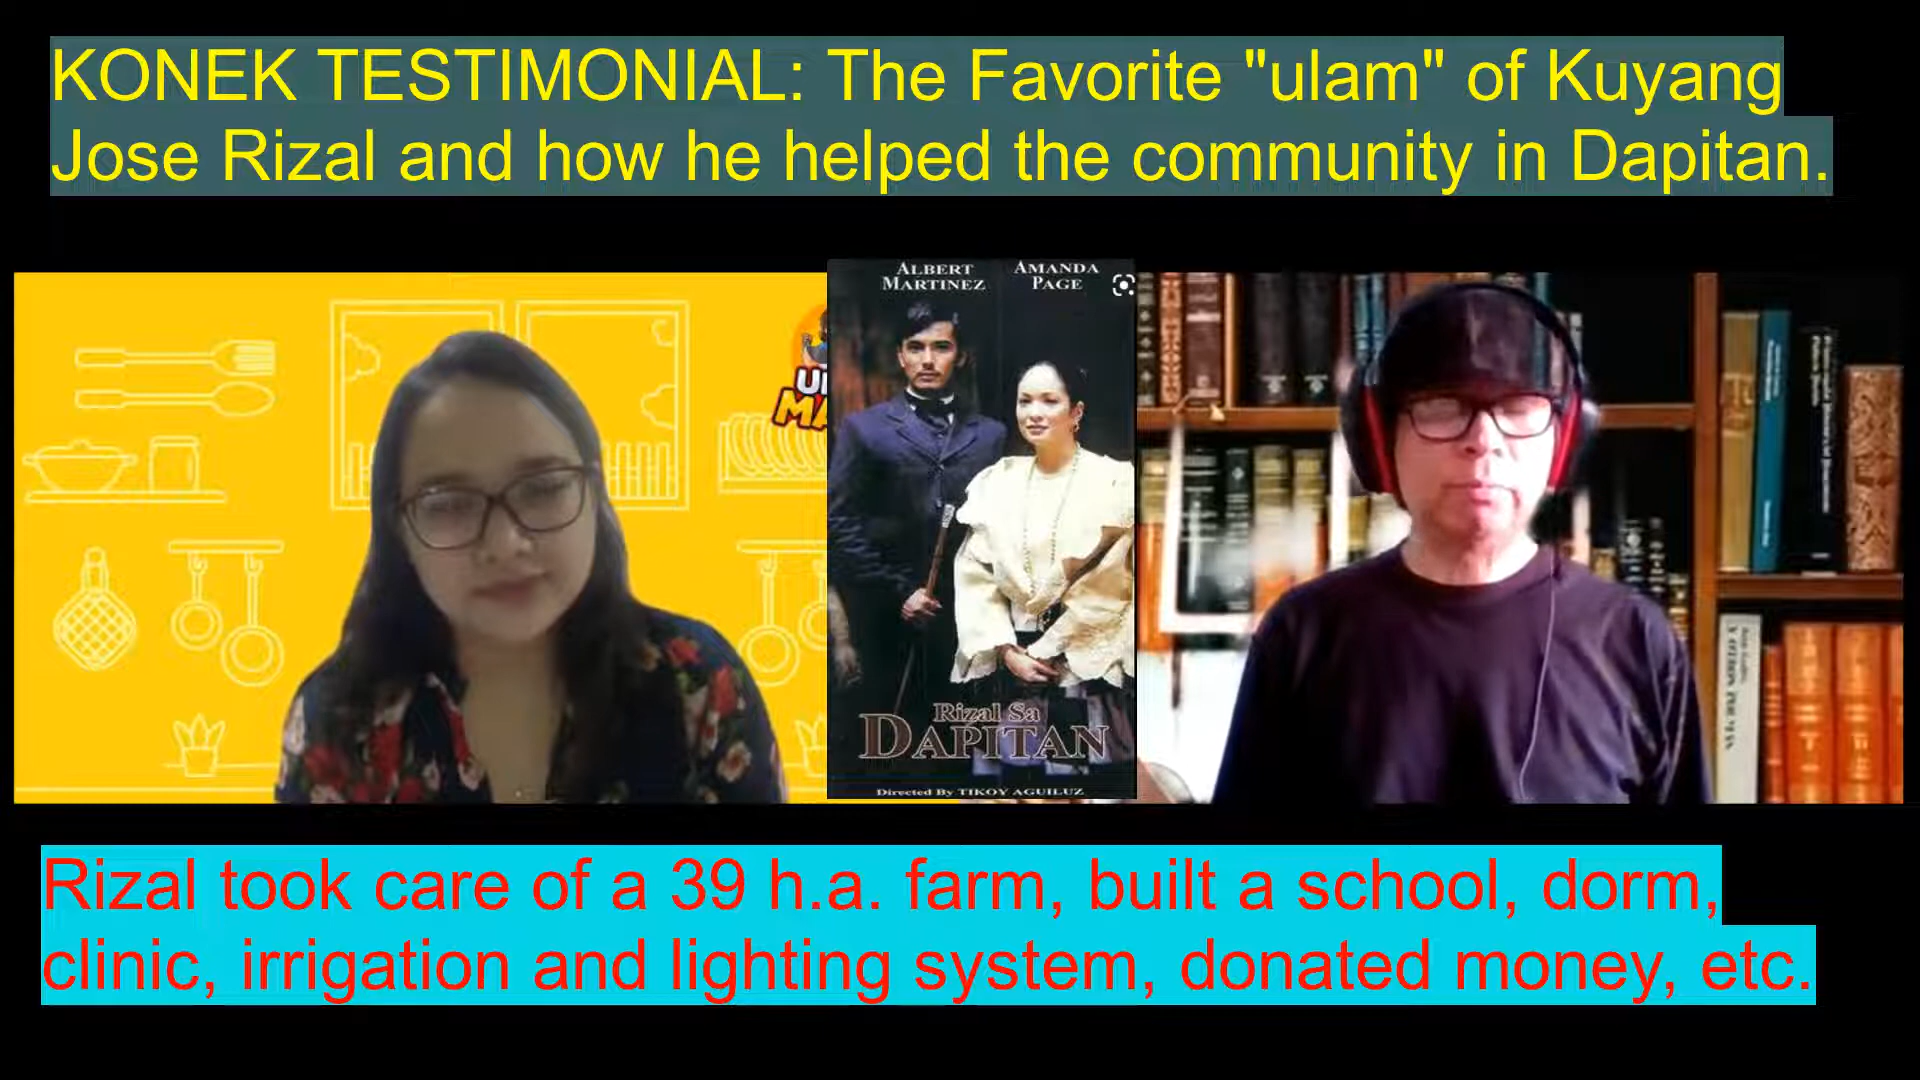 KONEK TESTIMONIAL: The Favorite "ulam" of Kuyang
Jose Rizal and how he helped the community in Dapitan.
ALBERT
MARTINEZ
AMANDA
PAGE
Rizal Sa
DAPITAN
Directed By TIKOY AGUILUZ
Rizal took care of a 39 h.a. farm, built a school, dorm,
clinic, irrigation and lighting system, donated money, etc.